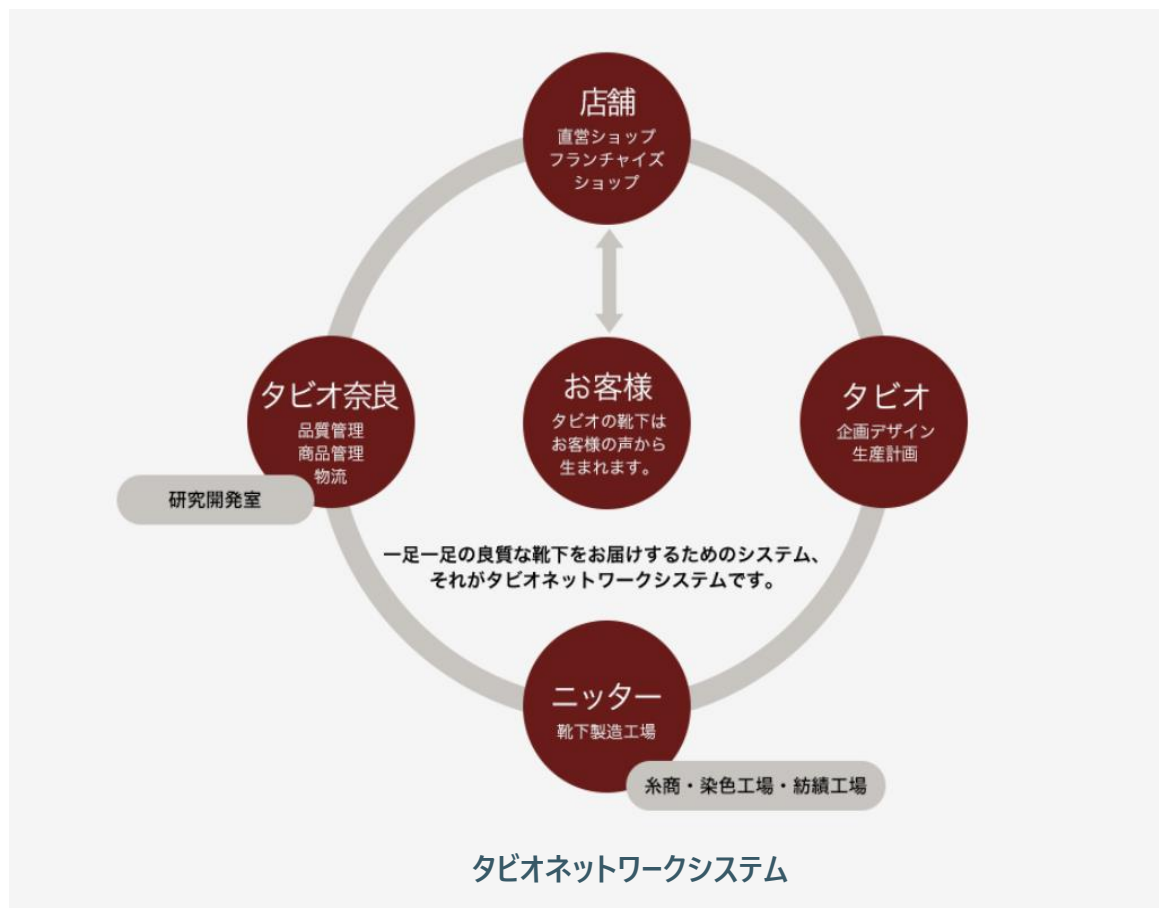 店舗
直営ショップ
フランチャイズ
ショップ
タビオ奈良
品質管理
商品管理
物流
研究開発室
お客様
タビオの靴下は
お客様の声から
生まれます。
タビオ
企画デザイン
生産計画
一足一足の良質な靴下をお届けするためのシステム、
それがタビオネットワークシステムです。
ニッター
靴下製造工場
糸商・染色工場・紡績工場
タビオネットワークシステム